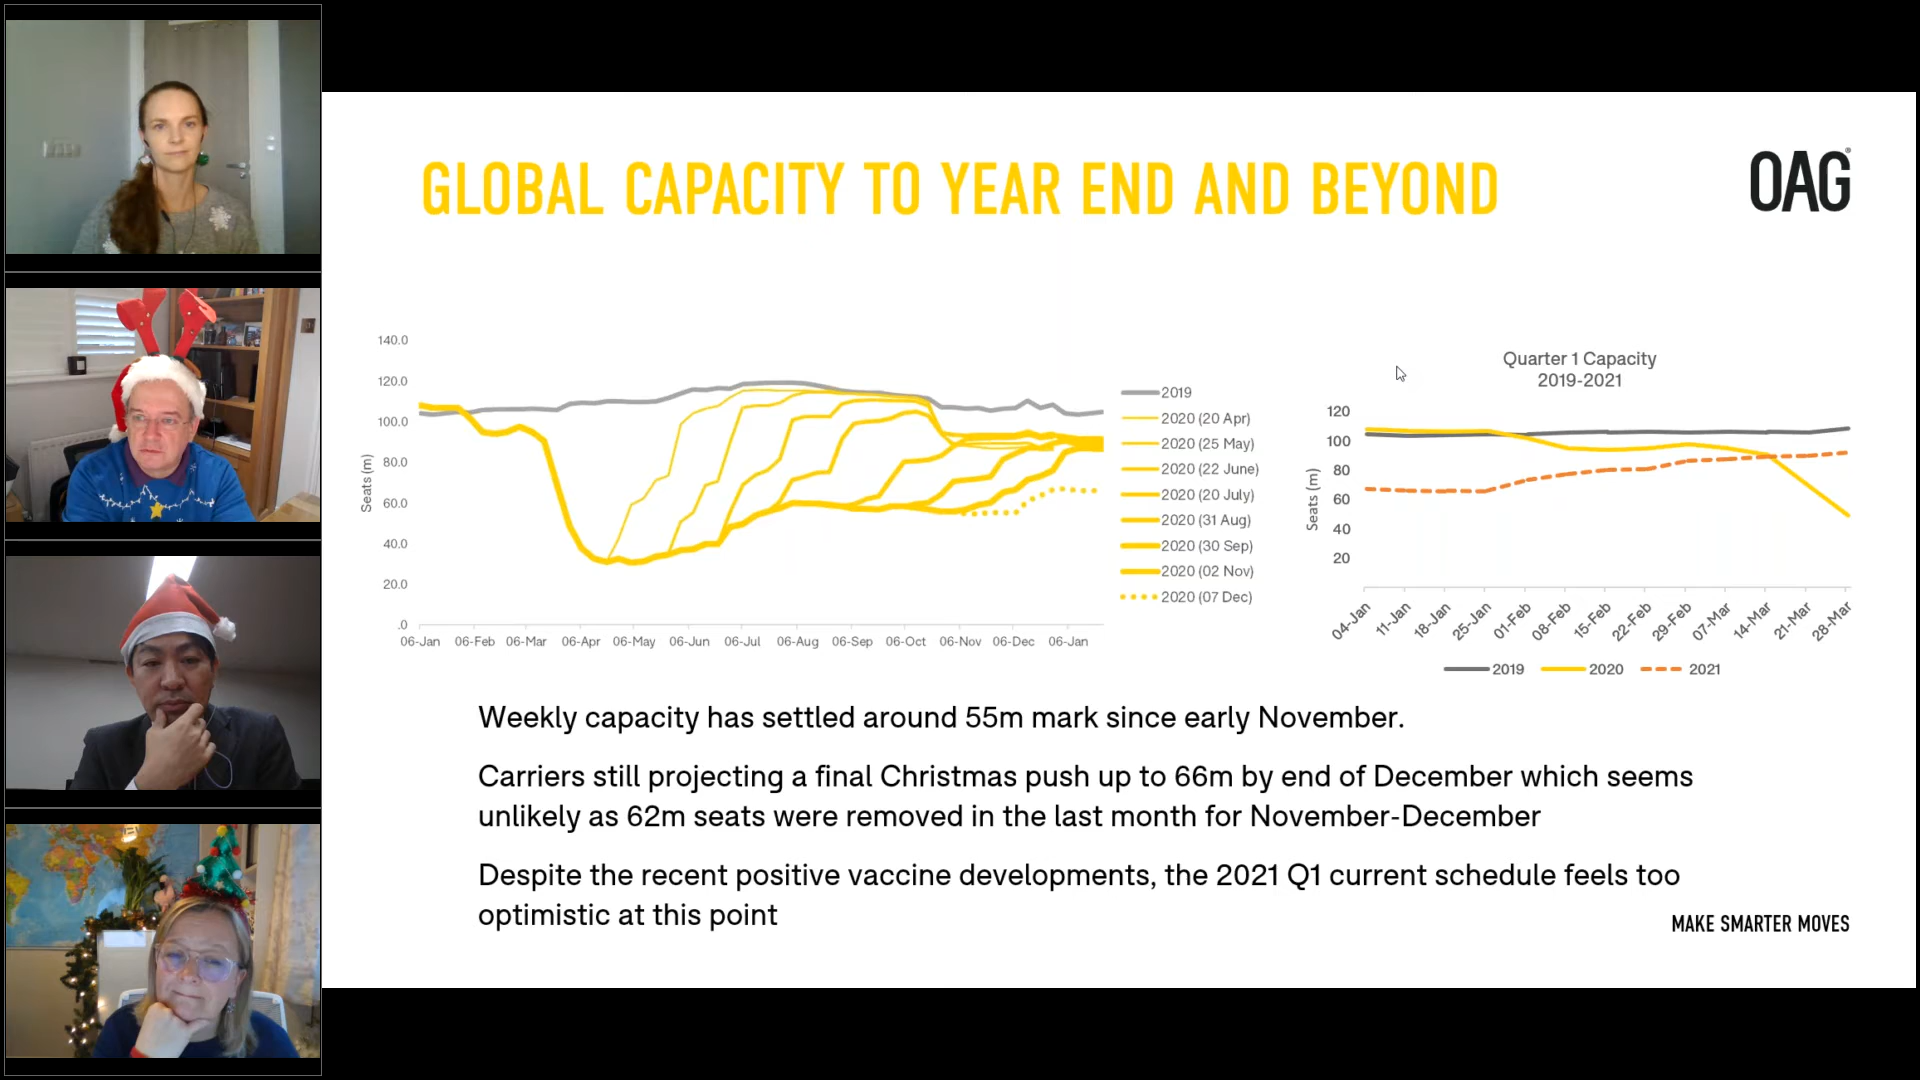 GLOBAL CAPACITY TO YEAR END AND BEYOND
OAG®
140.0
120.0
100.0
80.0
60.0
40.0
20.0
.0
Seats (m)
06-Jan 06-Feb 06-Mar 06-Apr 06-May 06-Jun 06-Jul 06-Aug 06-Sep 06-Oct 06-Nov 06-Dec 06-Jan
2019
2020 (20 Apr)
2020 (25 May)
2020 (22 June)
2020 (20 July)
2020 (31 Aug)
2020 (30 Sep)
2020 (02 Nov)
2020 (07 Dec)
Quarter 1 Capacity
2019-2021
120
100
80
60
40
20
Seats (m)
04-Jan 11-Jan 18-Jan 25-Jan 01-Feb 08-Feb 15-Feb 22-Feb 29-Feb 07-Mar 14-Mar 21-Mar 28-Mar
2019 2020 2021
Weekly capacity has settled around 55m mark since early November.
Carriers still projecting a final Christmas push up to 66m by end of December which seems
unlikely as 62m seats were removed in the last month for November-December
Despite the recent positive vaccine developments, the 2021 Q1 current schedule feels too
optimistic at this point
MAKE SMARTER MOVES